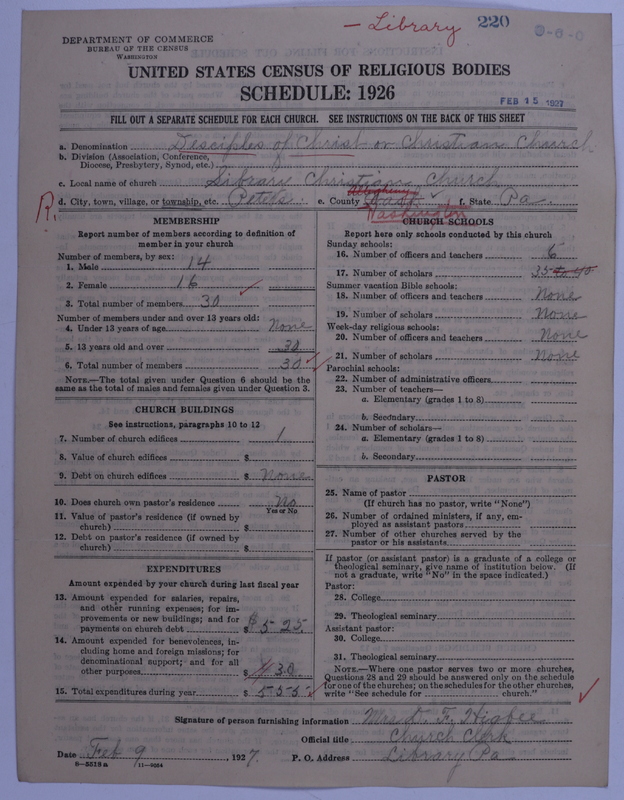 — Library 220
DEPARTMENT OF COMMERCE
BUREAU OF THE CENSUS
WASHINGTON
UNITED STATES CENSUS OF RELIGIOUS BODIES
SCHEDULE: 1926
FEB 15 1927
FILL OUT A SEPARATE SCHEDULE FOR EACH CHURCH. SEE INSTRUCTIONS ON THE BACK OF THIS SHEET
a. Denomination Disciples of Christ or Christian Church
b. Division (Association, Conference,
Diocese, Presbytery, Synod, etc.)
c. Local name of church Library Christian Church
Allegheny
d. City, town, village, or township, etc. Peters e. County Wash f. State Pa.
Washington
MEMBERSHIP
Report number of members according to definition of
member in your church
Number of members, by sex:
1. Male 14
2. Female 16
3. Total number of members 30
Number of members under and over 13 years old:
4. Under 13 years of age None
5. 13 years old and over 30
6. Total number of members 30
NOTE.—The total given under Question 6 should be the
same as the total of males and females given under Question 3.
CHURCH BUILDINGS
See instructions, paragraphs 10 to 12
7. Number of church edifices 1
8. Value of church edifices $
9. Debt on church edifices $ None
10. Does church own pastor's residence No
Yes or No
11. Value of pastor's residence (if owned by
church) $
12. Debt on pastor's residence (if owned by
church) $
EXPENDITURES
Amount expended by your church during last fiscal year
13. Amount expended for salaries, repairs,
and other running expenses; for im-
provements or new buildings; and for
payments on church debt $ 525
14. Amount expended for benevolences, in-
cluding home and foreign missions; for
denominational support; and for all
other purposes $ 30
15. Total expenditures during year $ 555
CHURCH SCHOOLS
Report here only schools conducted by this church
Sunday schools:
16. Number of officers and teachers 6
17. Number of scholars 35 to 40
Summer vacation Bible schools:
18. Number of officers and teachers None
19. Number of scholars None
Week-day religious schools:
20. Number of officers and teachers None
21. Number of scholars None
Parochial schools:
22. Number of administrative officers
23. Number of teachers—
a. Elementary (grades 1 to 8)
b. Secondary
24. Number of scholars—
a. Elementary (grades 1 to 8)
b. Secondary
PASTOR
25. Name of pastor
(If church has no pastor, write "None")
26. Number of ordained ministers, if any, em-
ployed as assistant pastors
27. Number of other churches served by the
pastor or his assistants
If pastor (or assistant pastor) is a graduate of a college or
theological seminary, give name of institution below. (If
not a graduate, write "No" in the space indicated.)
Pastor:
28. College
29. Theological seminary
Assistant pastor:
30. College
31. Theological seminary
NOTE.—Where one pastor serves two or more churches,
Questions 28 and 29 should be answered only on the schedule
for one of the churches; on the schedules for the other churches,
write "See schedule for church."
Signature of person furnishing information Mrs. F. Higbee
Official title Church Clerk
Date Feb 9, 1927. P. O. Address Library Pa
8-5518a 11-9054